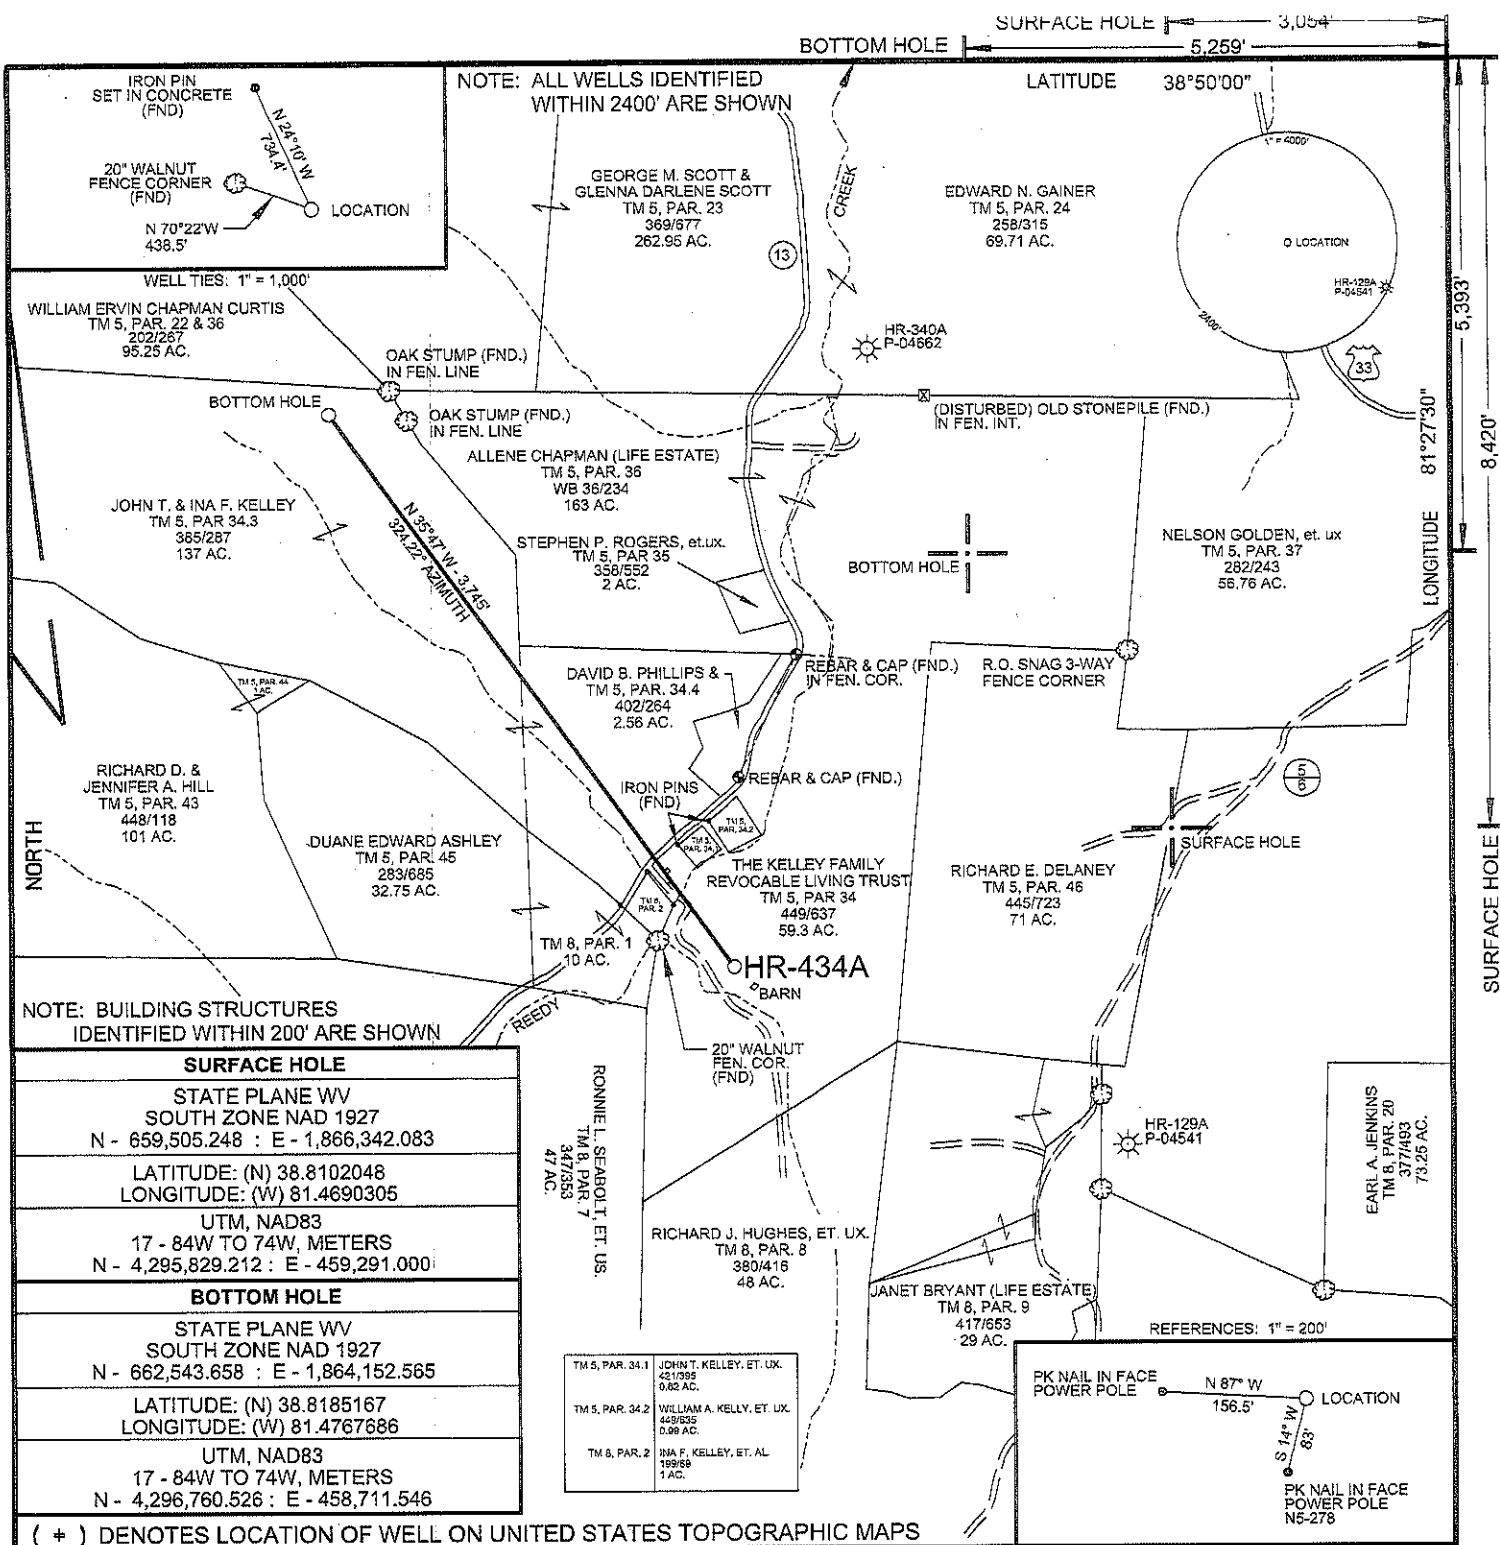 SURFACE HOLE 3,054'
BOTTOM HOLE 5,259'
IRON PIN
SET IN CONCRETE
(FND)
N 24°10' W
734.4'
20" WALNUT
FENCE CORNER
(FND)
LOCATION
N 70°22'W
438.5'
WELL TIES: 1" = 1,000'
NOTE: ALL WELLS IDENTIFIED
WITHIN 2400' ARE SHOWN
LATITUDE 38°50'00"
1" = 4000'
LOCATION
HR-129A
P-04541
2400'
33
5,393'
8,420'
LONGITUDE 81°27'30"
SURFACE HOLE
GEORGE M. SCOTT &
GLENNA DARLENE SCOTT
TM 5, PAR. 23
369/677
262.95 AC.
13
CREEK
EDWARD N. GAINER
TM 5, PAR. 24
258/315
69.71 AC.
HR-340A
P-04662
WILLIAM ERVIN CHAPMAN CURTIS
TM 5, PAR. 22 & 36
202/267
95.25 AC.
OAK STUMP (FND.)
IN FEN. LINE
BOTTOM HOLE
OAK STUMP (FND.)
IN FEN. LINE
(DISTURBED) OLD STONEPILE (FND.)
IN FEN. INT.
ALLENE CHAPMAN (LIFE ESTATE)
TM 5, PAR. 36
WB 36/234
163 AC.
JOHN T. & INA F. KELLEY
TM 5, PAR 34.3
385/287
137 AC.
N 35°47' W - 3,745'
324.22° AZIMUTH
STEPHEN P. ROGERS, et.ux.
TM 5, PAR 35
358/552
2 AC.
BOTTOM HOLE
NELSON GOLDEN, et. ux
TM 5, PAR. 37
282/243
56.76 AC.
REBAR & CAP (FND.)
IN FEN. COR.
R.O. SNAG 3-WAY
FENCE CORNER
DAVID B. PHILLIPS &
TM 5, PAR. 34.4
402/264
2.56 AC.
TM 5, PAR. 44
1 AC.
RICHARD D. &
JENNIFER A. HILL
TM 5, PAR. 43
448/118
101 AC.
NORTH
REBAR & CAP (FND.)
IRON PINS
(FND)
TM 5,
PAR. 34.2
TM 5,
PAR. 34.1
5
6
SURFACE HOLE
DUANE EDWARD ASHLEY
TM 5, PAR. 45
283/685
32.75 AC.
THE KELLEY FAMILY
REVOCABLE LIVING TRUST
TM 5, PAR 34
449/637
59.3 AC.
RICHARD E. DELANEY
TM 5, PAR. 46
445/723
71 AC.
TM 8,
PAR. 2
TM 8, PAR. 1
10 AC.
HR-434A
BARN
REEDY
20" WALNUT
FEN. COR.
(FND)
NOTE: BUILDING STRUCTURES
IDENTIFIED WITHIN 200' ARE SHOWN
SURFACE HOLE
STATE PLANE WV
SOUTH ZONE NAD 1927
N - 659,505.248 : E - 1,866,342.083
LATITUDE: (N) 38.8102048
LONGITUDE: (W) 81.4690305
UTM, NAD83
17 - 84W TO 74W, METERS
N - 4,295,829.212 : E - 459,291.000
BOTTOM HOLE
STATE PLANE WV
SOUTH ZONE NAD 1927
N - 662,543.658 : E - 1,864,152.565
LATITUDE: (N) 38.8185167
LONGITUDE: (W) 81.4767686
UTM, NAD83
17 - 84W TO 74W, METERS
N - 4,296,760.526 : E - 458,711.546
RONNIE L. SEABOLT, ET. US.
TM 8, PAR. 7
347/353
47 AC.
HR-129A
P-04541
EARL A. JENKINS
TM 8, PAR. 20
377/493
73.25 AC.
RICHARD J. HUGHES, ET. UX.
TM 8, PAR. 8
380/416
48 AC.
JANET BRYANT (LIFE ESTATE)
TM 8, PAR. 9
417/653
29 AC.
TM 5, PAR. 34.1 JOHN T. KELLEY, ET. UX.
421/395
0.62 AC.
TM 5, PAR. 34.2 WILLIAM A. KELLY, ET. UX.
449/635
0.99 AC.
TM 8, PAR. 2 INA F. KELLEY, ET. AL
199/69
1 AC.
REFERENCES: 1" = 200'
PK NAIL IN FACE
POWER POLE
N 87° W
156.5'
LOCATION
S 14° W
83'
PK NAIL IN FACE
POWER POLE
N5-278
( + ) DENOTES LOCATION OF WELL ON UNITED STATES TOPOGRAPHIC MAPS